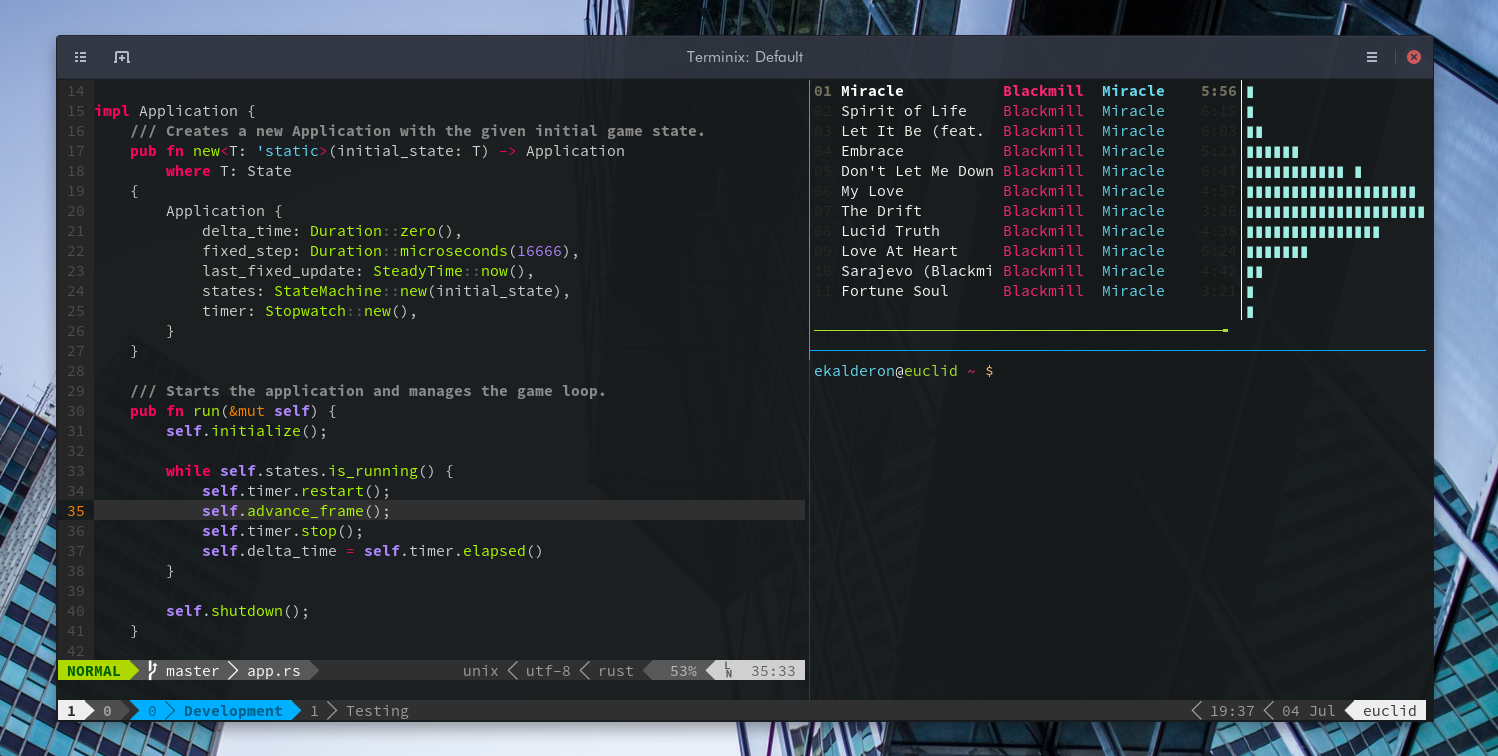 Terminix: Default
14
15 impl Application {
16     /// Creates a new Application with the given initial game state.
17     pub fn new<T: 'static>(initial_state: T) -> Application
18         where T: State
19     {
20         Application {
21             delta_time: Duration::zero(),
22             fixed_step: Duration::microseconds(16666),
23             last_fixed_update: SteadyTime::now(),
24             states: StateMachine::new(initial_state),
25             timer: Stopwatch::new(),
26         }
27     }
28
29     /// Starts the application and manages the game loop.
30     pub fn run(&mut self) {
31         self.initialize();
32
33         while self.states.is_running() {
34             self.timer.restart();
35             self.advance_frame();
36             self.timer.stop();
37             self.delta_time = self.timer.elapsed()
38         }
39
40         self.shutdown();
41     }
42
NORMAL master app.rs unix utf-8 rust 53% LN 35:33
01 Miracle Blackmill Miracle 5:56
02 Spirit of Life Blackmill Miracle 6:15
03 Let It Be (feat. Blackmill Miracle 6:03
04 Embrace Blackmill Miracle 5:23
05 Don't Let Me Down Blackmill Miracle 6:47
06 My Love Blackmill Miracle 4:57
07 The Drift Blackmill Miracle 3:26
08 Lucid Truth Blackmill Miracle 4:38
09 Love At Heart Blackmill Miracle 5:24
10 Sarajevo (Blackmi Blackmill Miracle 4:42
11 Fortune Soul Blackmill Miracle 3:21
ekalderon@euclid ~ $
1 0 0 Development 1 Testing 19:37 04 Jul euclid